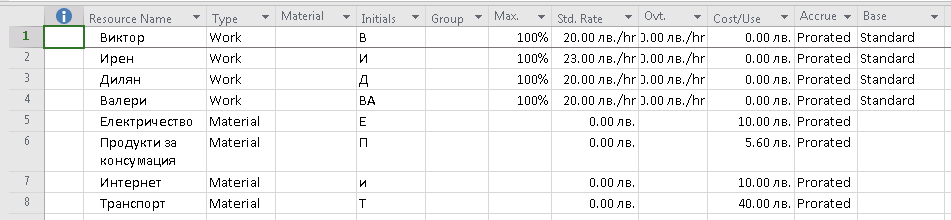 Resource Name Type Material Initials Group Max. Std. Rate Ovt. Cost/Use Accrue Base
1 Виктор Work В 100% 20.00 лв./hr 0.00 лв./hr 0.00 лв. Prorated Standard
2 Ирен Work И 100% 23.00 лв./hr 0.00 лв./hr 0.00 лв. Prorated Standard
3 Дилян Work Д 100% 20.00 лв./hr 0.00 лв./hr 0.00 лв. Prorated Standard
4 Валери Work ВА 100% 20.00 лв./hr 0.00 лв./hr 0.00 лв. Prorated Standard
5 Електричество Material Е 0.00 лв. 10.00 лв. Prorated
6 Продукти за Material П 0.00 лв. 5.60 лв. Prorated
консумация
7 Интернет Material и 0.00 лв. 10.00 лв. Prorated
8 Транспорт Material Т 0.00 лв. 40.00 лв. Prorated